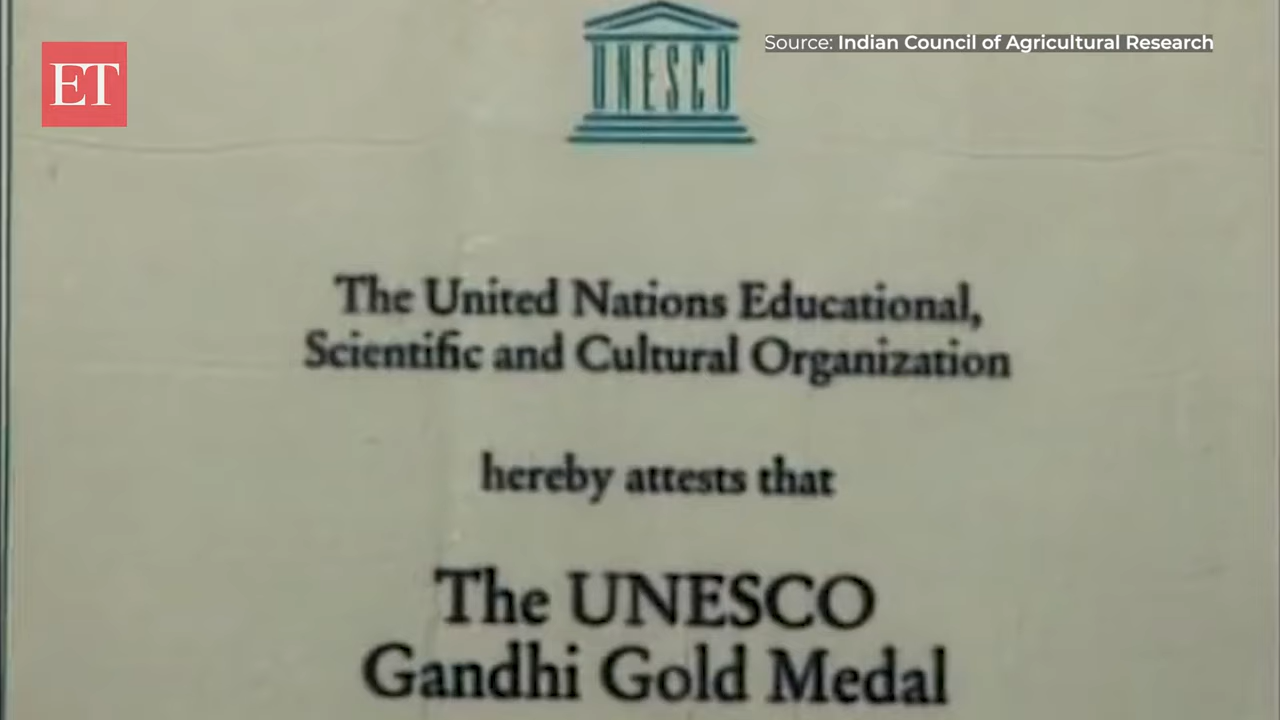 UNESCO
Source: Indian Council of Agricultural Research
ET
The United Nations Educational,
Scientific and Cultural Organization
hereby attests that
The UNESCO
Gandhi Gold Medal